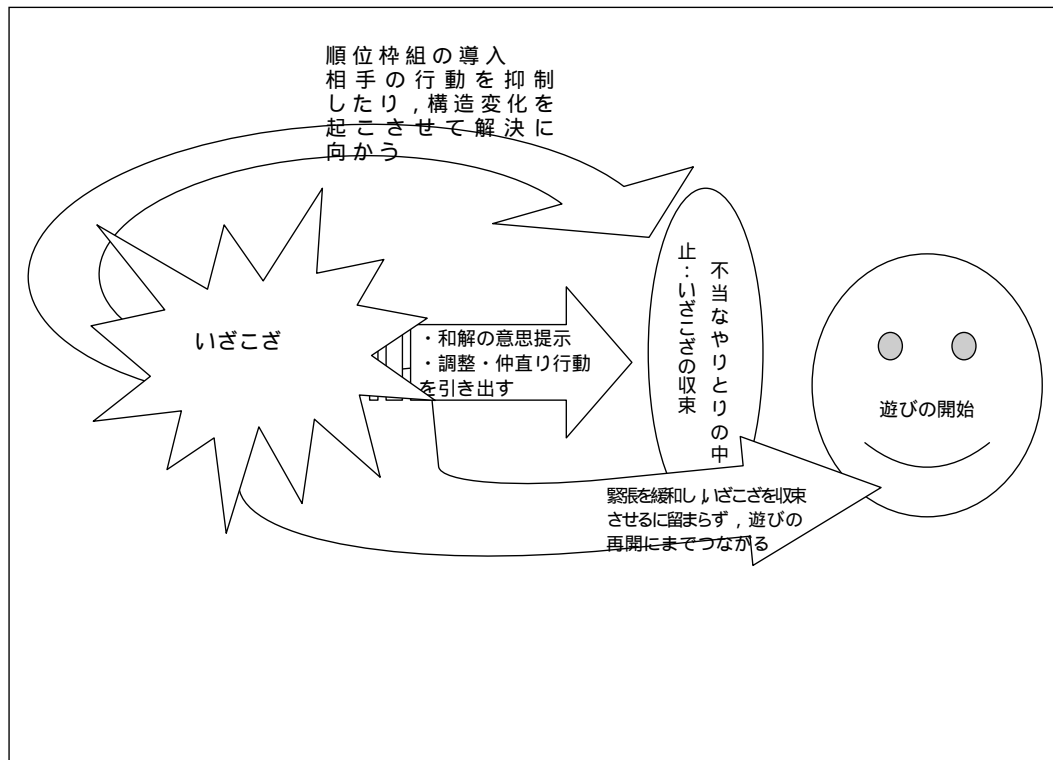 順位枠組の導入
相手の行動を抑制
したり,構造変化を
起こさせて解決に
向かう
いざこざ
・和解の意思提示
・調整・仲直り行動
を引き出す
不当なやりとりの中
止：いざこざの収束
遊びの開始
緊張を緩和し,いざこざを収束
させるに留まらず,遊びの
再開にまでつながる